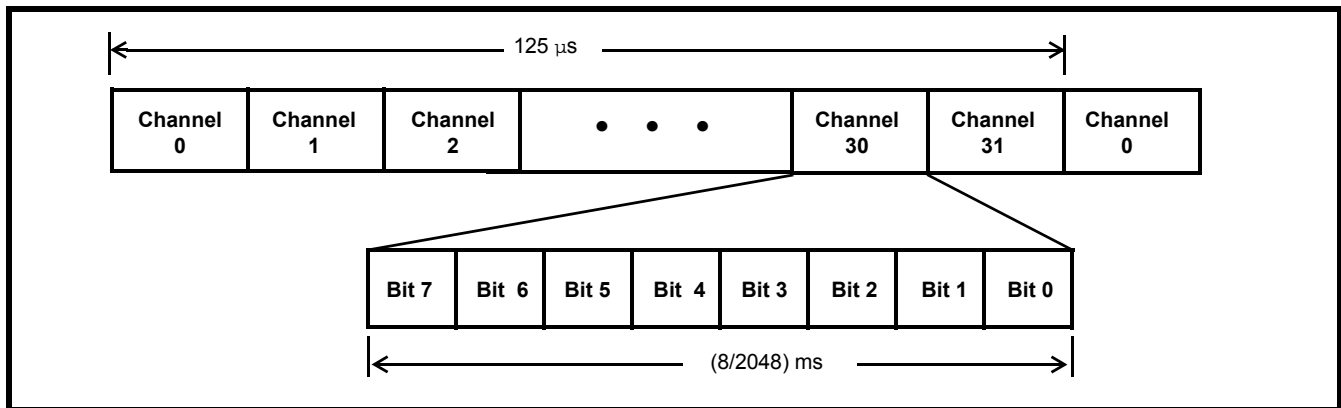 125 μs
Channel 0
Channel 1
Channel 2
• • •
Channel 30
Channel 31
Channel 0
Bit 7
Bit 6
Bit 5
Bit 4
Bit 3
Bit 2
Bit 1
Bit 0
(8/2048) ms